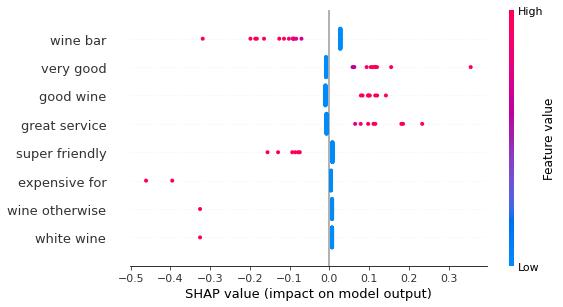 High
wine bar
very good
good wine
great service
super friendly
expensive for
wine otherwise
white wine
Feature value
Low
−0.5 −0.4 −0.3 −0.2 −0.1 0.0 0.1 0.2 0.3
SHAP value (impact on model output)